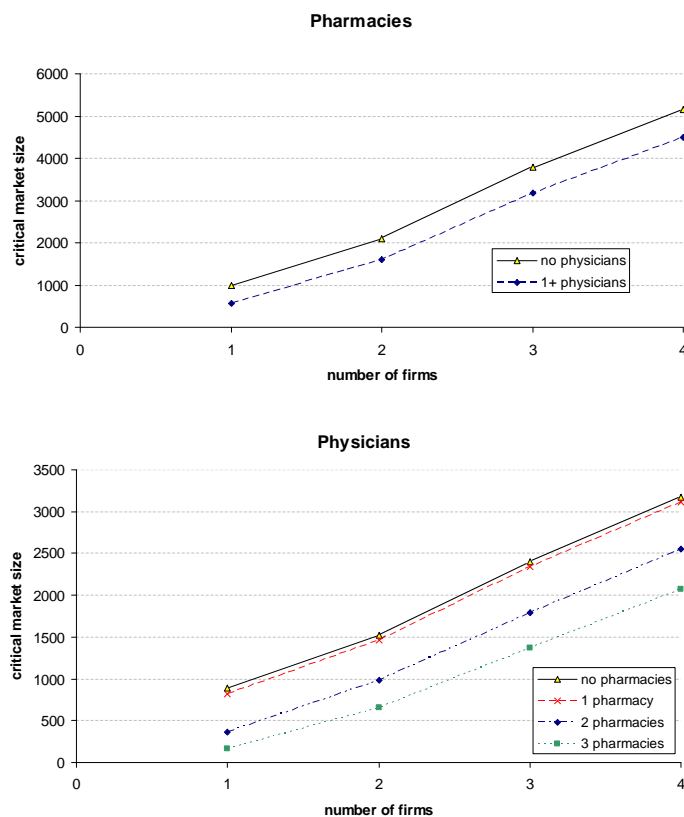 Pharmacies
6000
5000
4000
3000
2000
1000
0
critical market size
no physicians
1+ physicians
0 1 2 3 4
number of firms
Physicians
3500
3000
2500
2000
1500
1000
500
0
critical market size
no pharmacies
1 pharmacy
2 pharmacies
3 pharmacies
0 1 2 3 4
number of firms